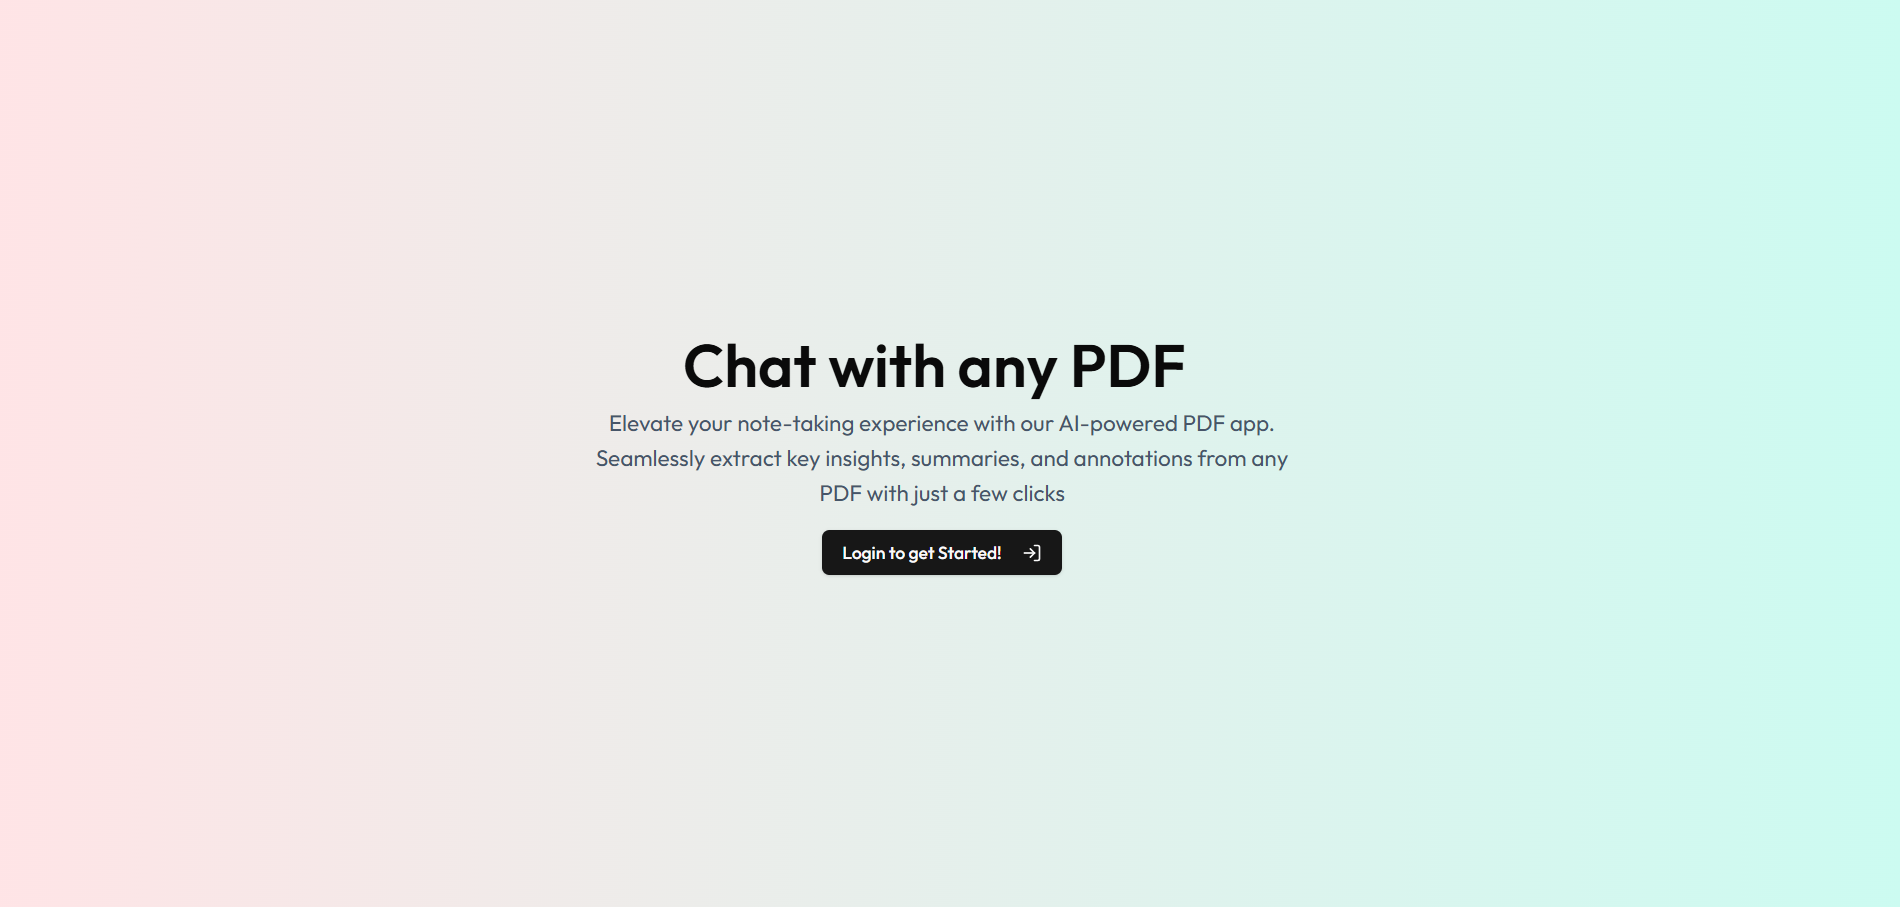 Chat with any PDF
Elevate your note-taking experience with our AI-powered PDF app.
Seamlessly extract key insights, summaries, and annotations from any
PDF with just a few clicks
Login to get Started!